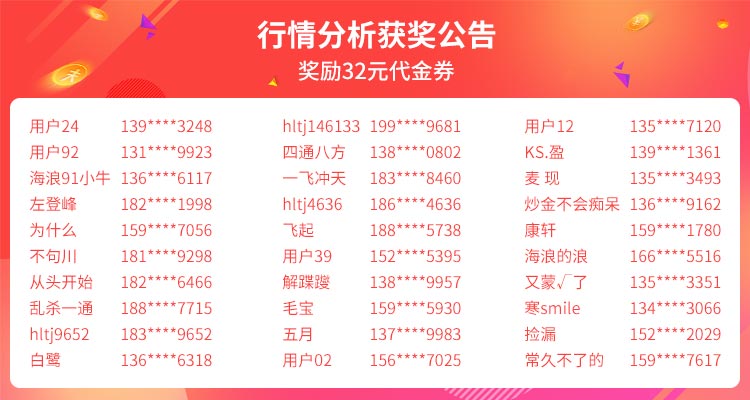 行情分析获奖公告
奖励32元代金券
用户24 139****3248 hltj146133 199****9681 用户12 135****7120
用户92 131****9923 四通八方 138****0802 KS.盈 139****1361
海浪91小牛 136****6117 一飞冲天 183****8460 麦 现 135****3493
左登峰 182****1998 hltj4636 186****4636 炒金不会痴呆 136****9162
为什么 159****7056 飞起 188****5738 康轩 159****1780
不句川 181****9298 用户39 152****5395 海浪的浪 166****5516
从头开始 182****6466 解蹀躞 138****9957 又蒙√了 135****3351
乱杀一通 188****7715 毛宝 159****5930 寒smile 134****3066
hltj9652 183****9652 五月 137****9983 捡漏 152****2029
白鹭 136****6318 用户02 156****7025 常久不了的 159****7617